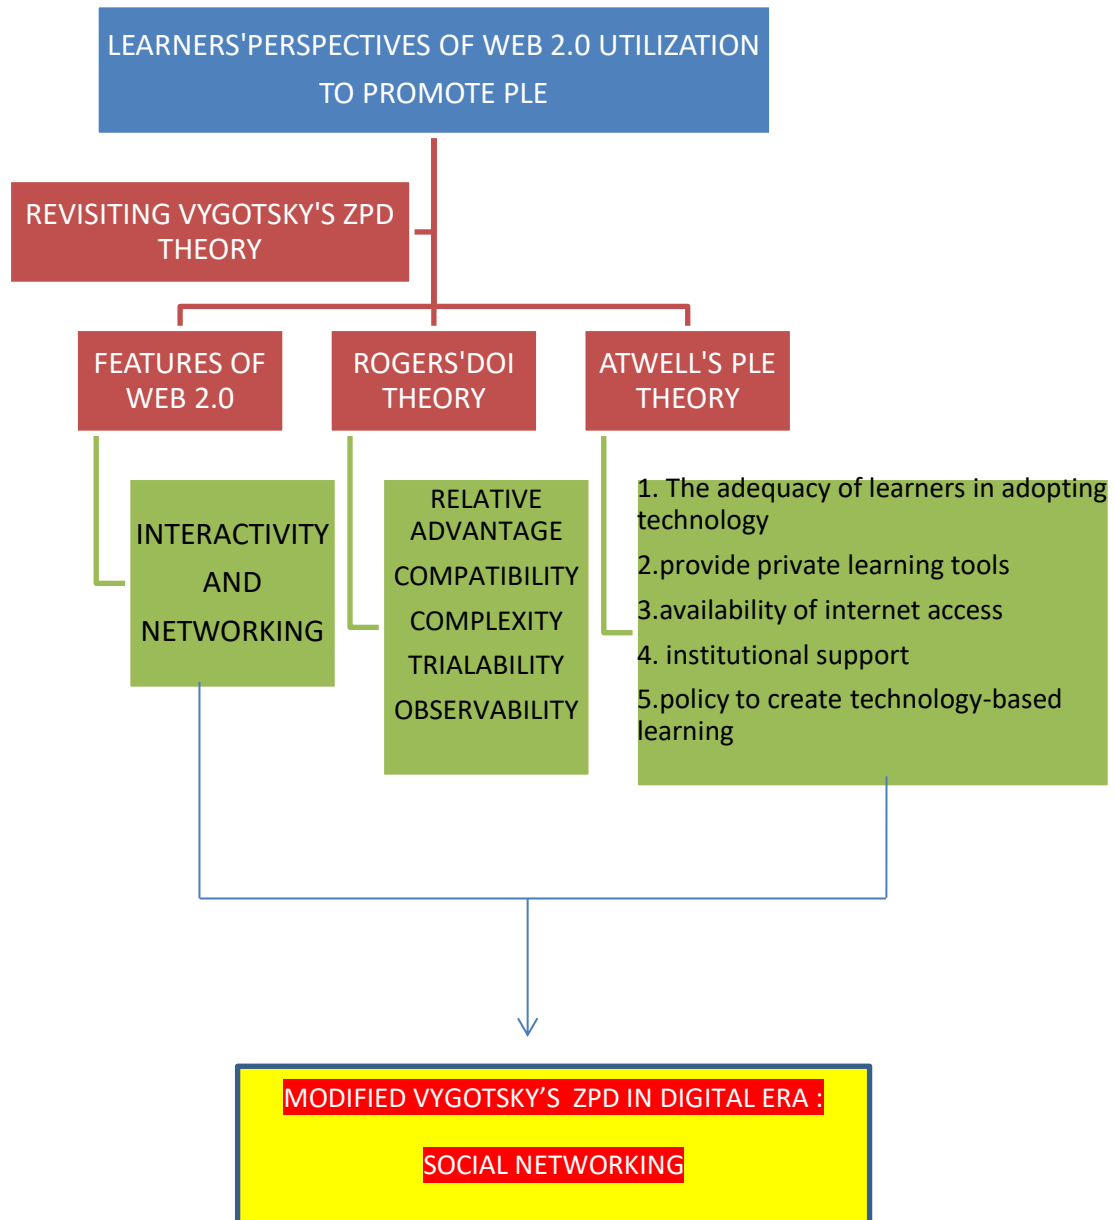 LEARNERS'PERSPECTIVES OF WEB 2.0 UTILIZATION
TO PROMOTE PLE
REVISITING VYGOTSKY'S ZPD
THEORY
FEATURES OF
WEB 2.0
ROGERS'DOI
THEORY
ATWELL'S PLE
THEORY
INTERACTIVITY
AND
NETWORKING
RELATIVE
ADVANTAGE
COMPATIBILITY
COMPLEXITY
TRIALABILITY
OBSERVABILITY
1. The adequacy of learners in adopting
technology
2.provide private learning tools
3.availability of internet access
4. institutional support
5.policy to create technology-based
learning
MODIFIED VYGOTSKY’S  ZPD IN DIGITAL ERA :
SOCIAL NETWORKING